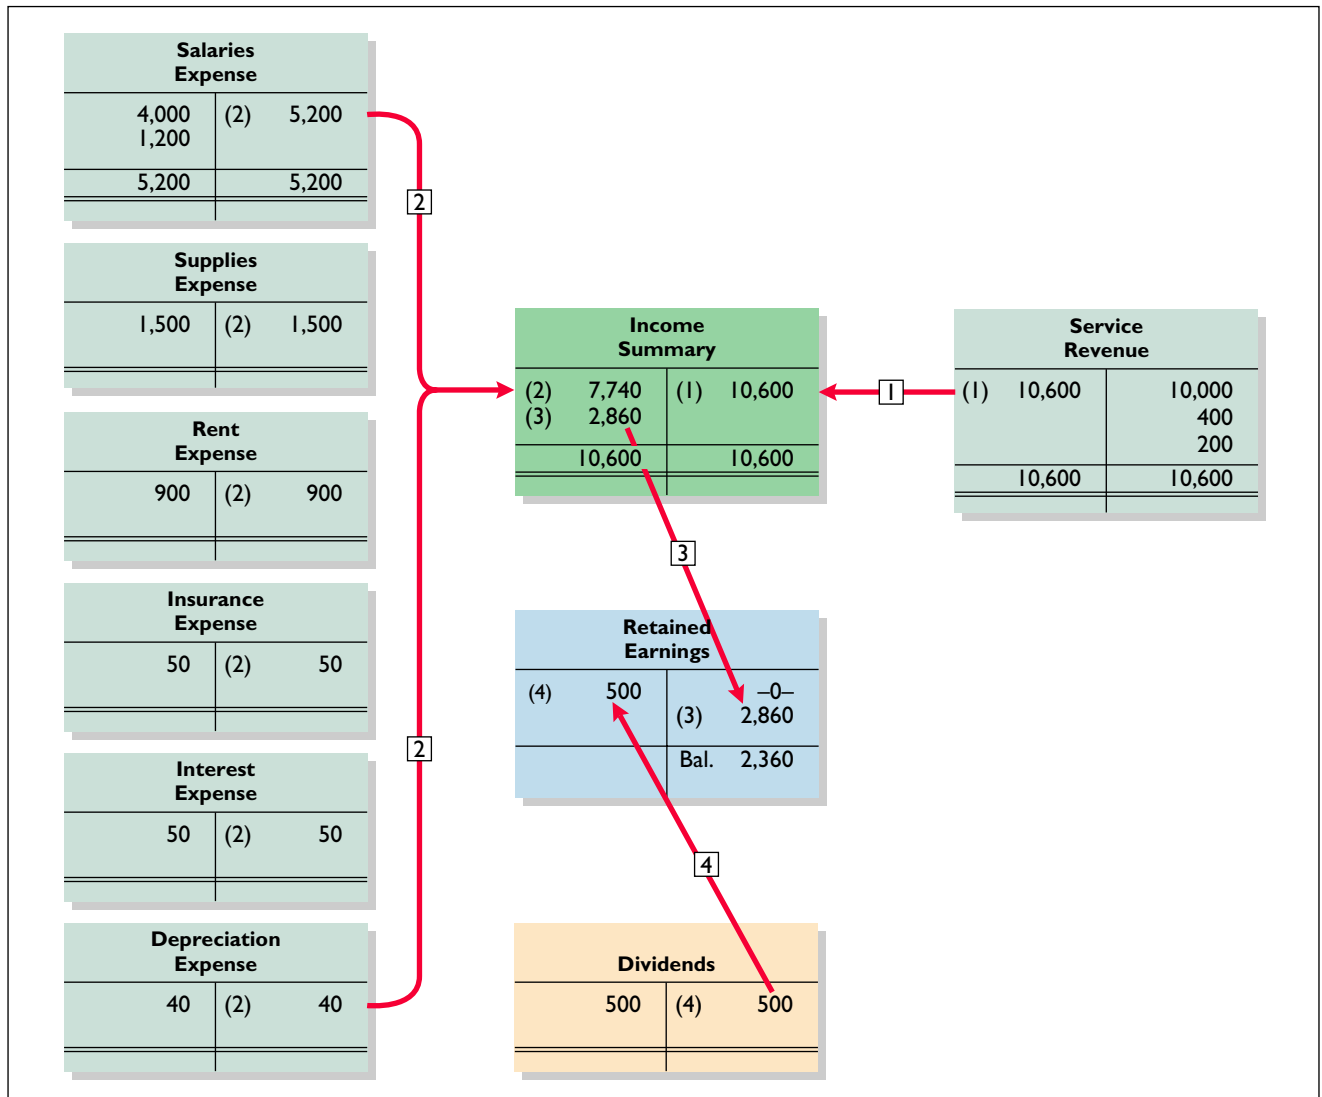 Salaries
Expense
4,000 (2) 5,200
1,200
5,200 5,200
2
Supplies
Expense
1,500 (2) 1,500
Rent
Expense
900 (2) 900
Insurance
Expense
50 (2) 50
2
Interest
Expense
50 (2) 50
Depreciation
Expense
40 (2) 40
Income
Summary
(2) 7,740 (1) 10,600
(3) 2,860
10,600 10,600
1
Service
Revenue
(1) 10,600 10,000
400
200
10,600 10,600
3
Retained
Earnings
(4) 500 –0–
(3) 2,860
Bal. 2,360
4
Dividends
500 (4) 500